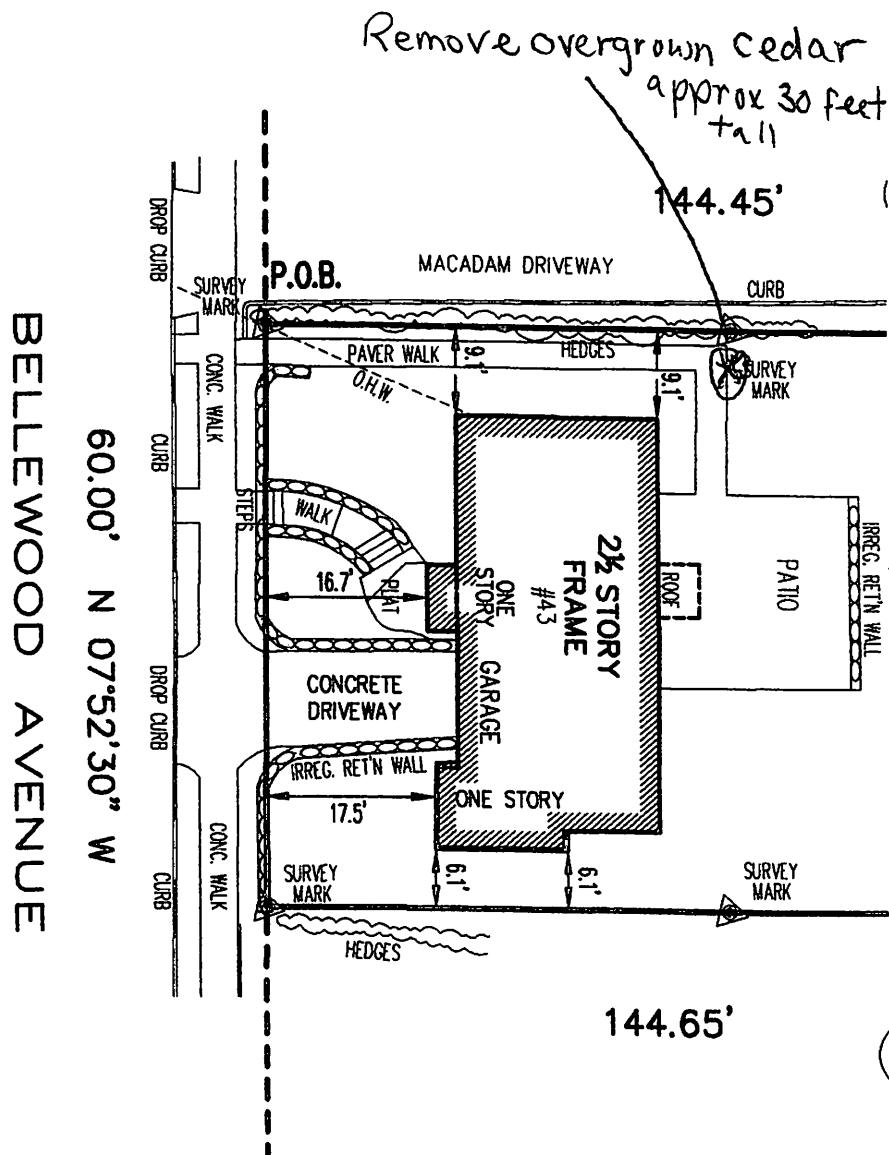 Remove overgrown cedar
approx 30 feet
tall
144.45'
DROP CURB
SURVEY
MARK
P.O.B.
MACADAM DRIVEWAY
CURB
PAVER WALK
HEDGES
O.H.W.
9.1'
9.1'
SURVEY
MARK
CONC. WALK
CURB
STEPS
WALK
16.7'
PLAT
ONE
STORY
2½ STORY
FRAME
#43
ROOF
PATIO
IRREG. RET'N WALL
BELLEWOOD AVENUE
60.00' N 07°52'30" W
DROP CURB
CONCRETE
DRIVEWAY
GARAGE
IRREG. RET'N WALL
17.5'
ONE STORY
CONC. WALK
CURB
SURVEY
MARK
6.1'
6.1'
SURVEY
MARK
HEDGES
144.65'